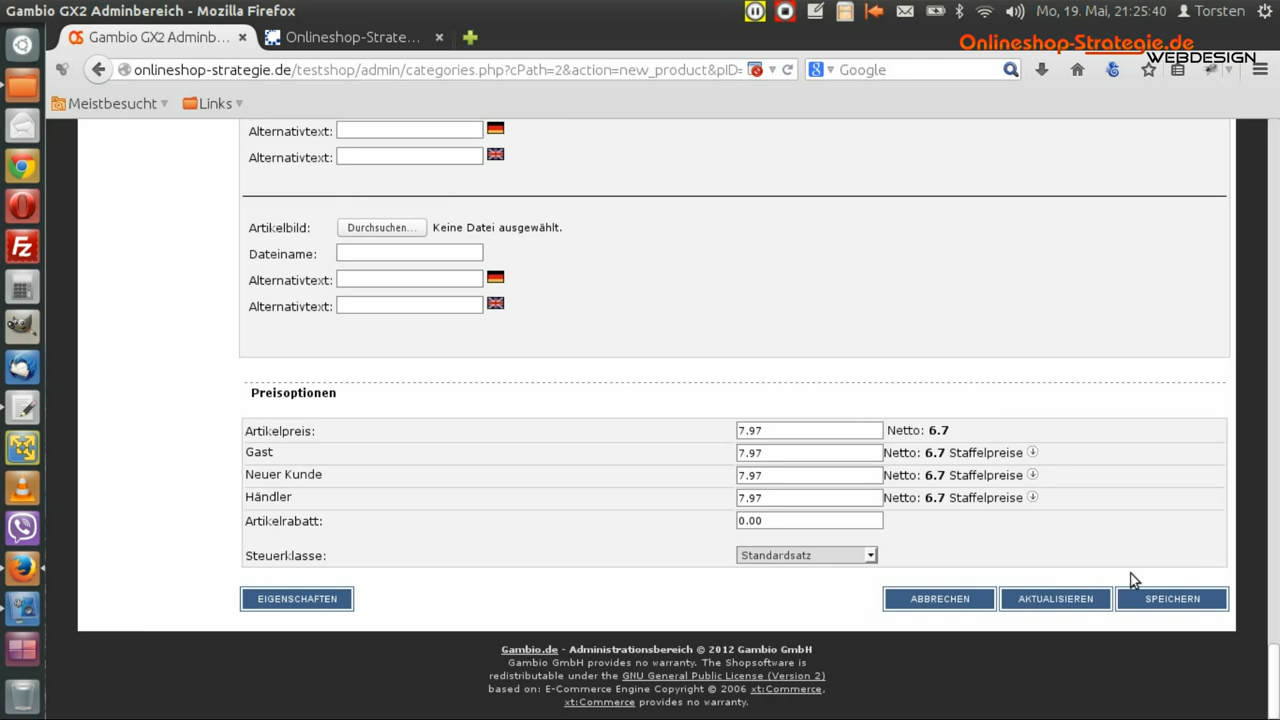 Gambio GX2 Adminbereich - Mozilla Firefox
Mo, 19. Mai, 21:25:40
Torsten
Gambio GX2 Adminb...
Onlineshop-Strate...
Onlineshop-Strategie.de
WEBDESIGN
onlineshop-strategie.de/testshop/admin/categories.php?cPath=2&action=new_product&pID=
Google
Meistbesucht
Links
Alternativtext:
Alternativtext:
Artikelbild: Durchsuchen... Keine Datei ausgewählt.
Dateiname:
Alternativtext:
Alternativtext:
Preisoptionen
Artikelpreis: 7.97 Netto: 6.7
Gast 7.97 Netto: 6.7 Staffelpreise
Neuer Kunde 7.97 Netto: 6.7 Staffelpreise
Händler 7.97 Netto: 6.7 Staffelpreise
Artikelrabatt: 0.00
Steuerklasse: Standardsatz
EIGENSCHAFTEN ABBRECHEN AKTUALISIEREN SPEICHERN
Gambio.de - Administrationsbereich © 2012 Gambio GmbH
Gambio GmbH provides no warranty. The Shopsoftware is
redistributable under the GNU General Public License (Version 2)
based on: E-Commerce Engine Copyright © 2006 xt:Commerce,
xt:Commerce provides no warranty.